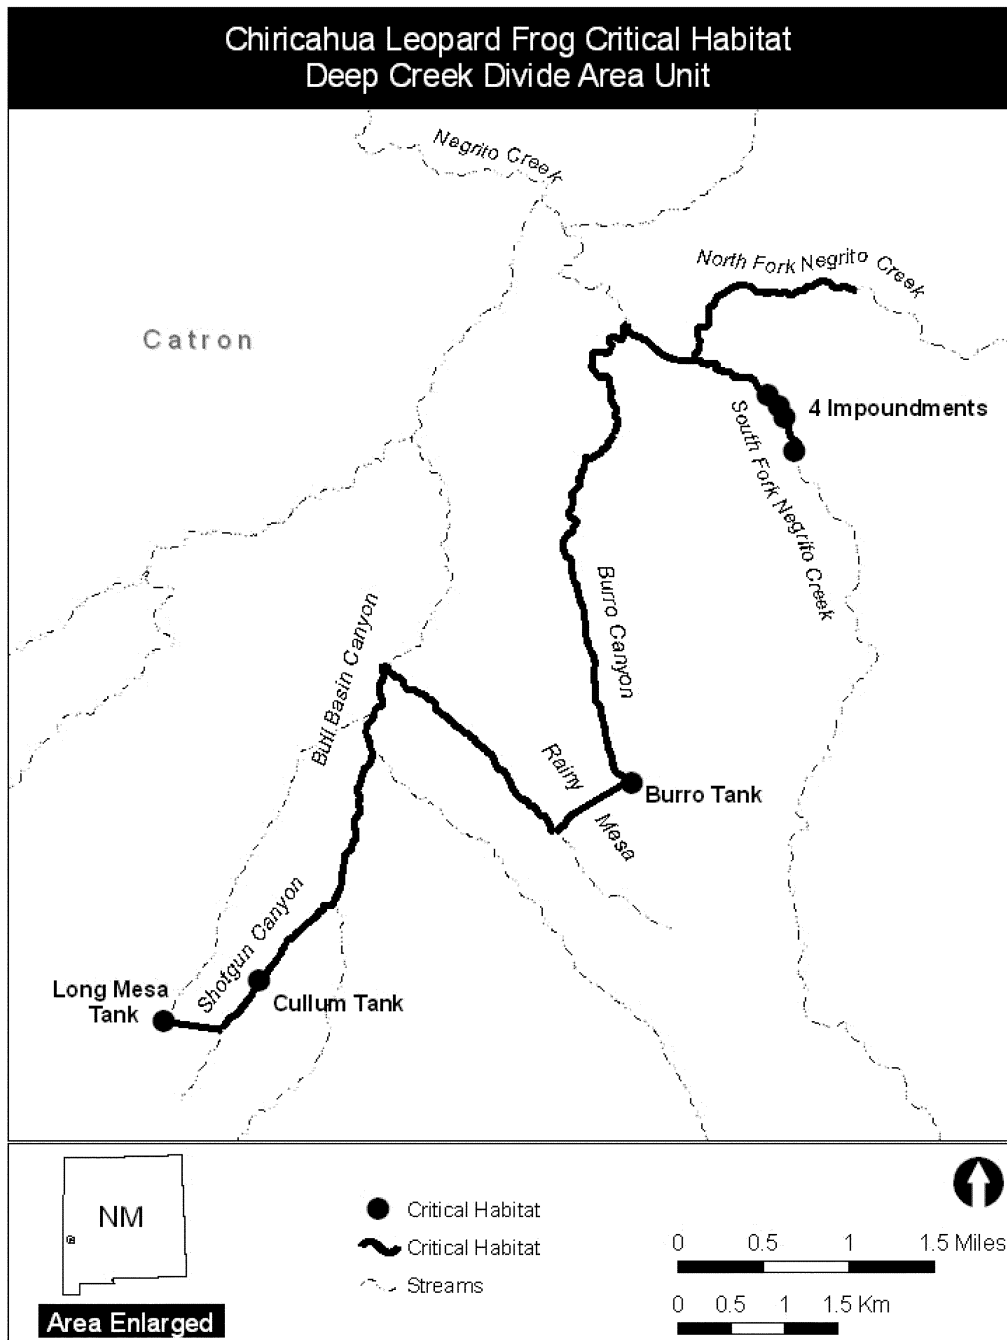 Chiricahua Leopard Frog Critical Habitat
Deep Creek Divide Area Unit
Negrito Creek
North Fork Negrito Creek
Catron
4 Impoundments
South Fork Negrito Creek
Burro Canyon
Bull Basin Canyon
Rainy
Mesa
Burro Tank
Shotgun Canyon
Long Mesa
Tank
Cullum Tank
NM
Area Enlarged
Critical Habitat
Critical Habitat
Streams
0 0.5 1 1.5 Miles
0 0.5 1 1.5 Km